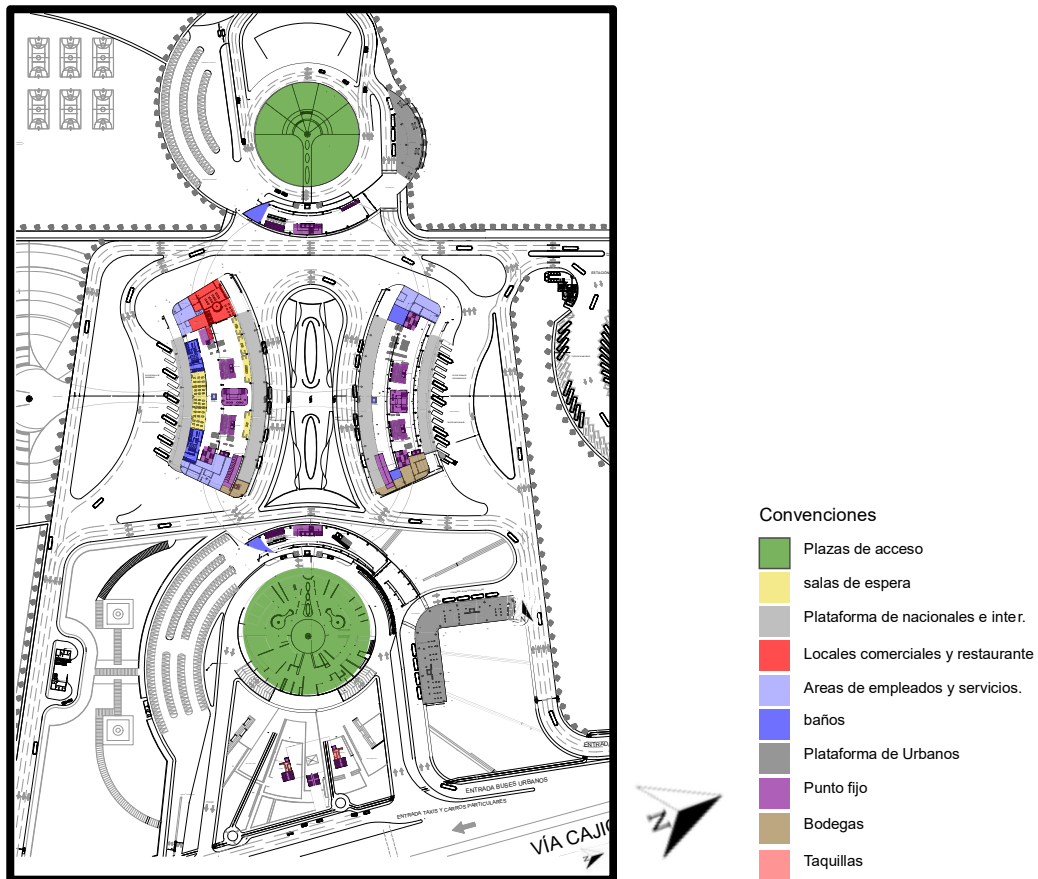 ENTRADA
ENTRADA BUSES URBANOS
ENTRADA TAXIS Y CARROS PARTICULARES
VÍA CAJIC
N
N
Convenciones
Plazas de acceso
salas de espera
Plataforma de nacionales e inter.
Locales comerciales y restaurante
Areas de empleados y servicios.
baños
Plataforma de Urbanos
Punto fijo
Bodegas
Taquillas